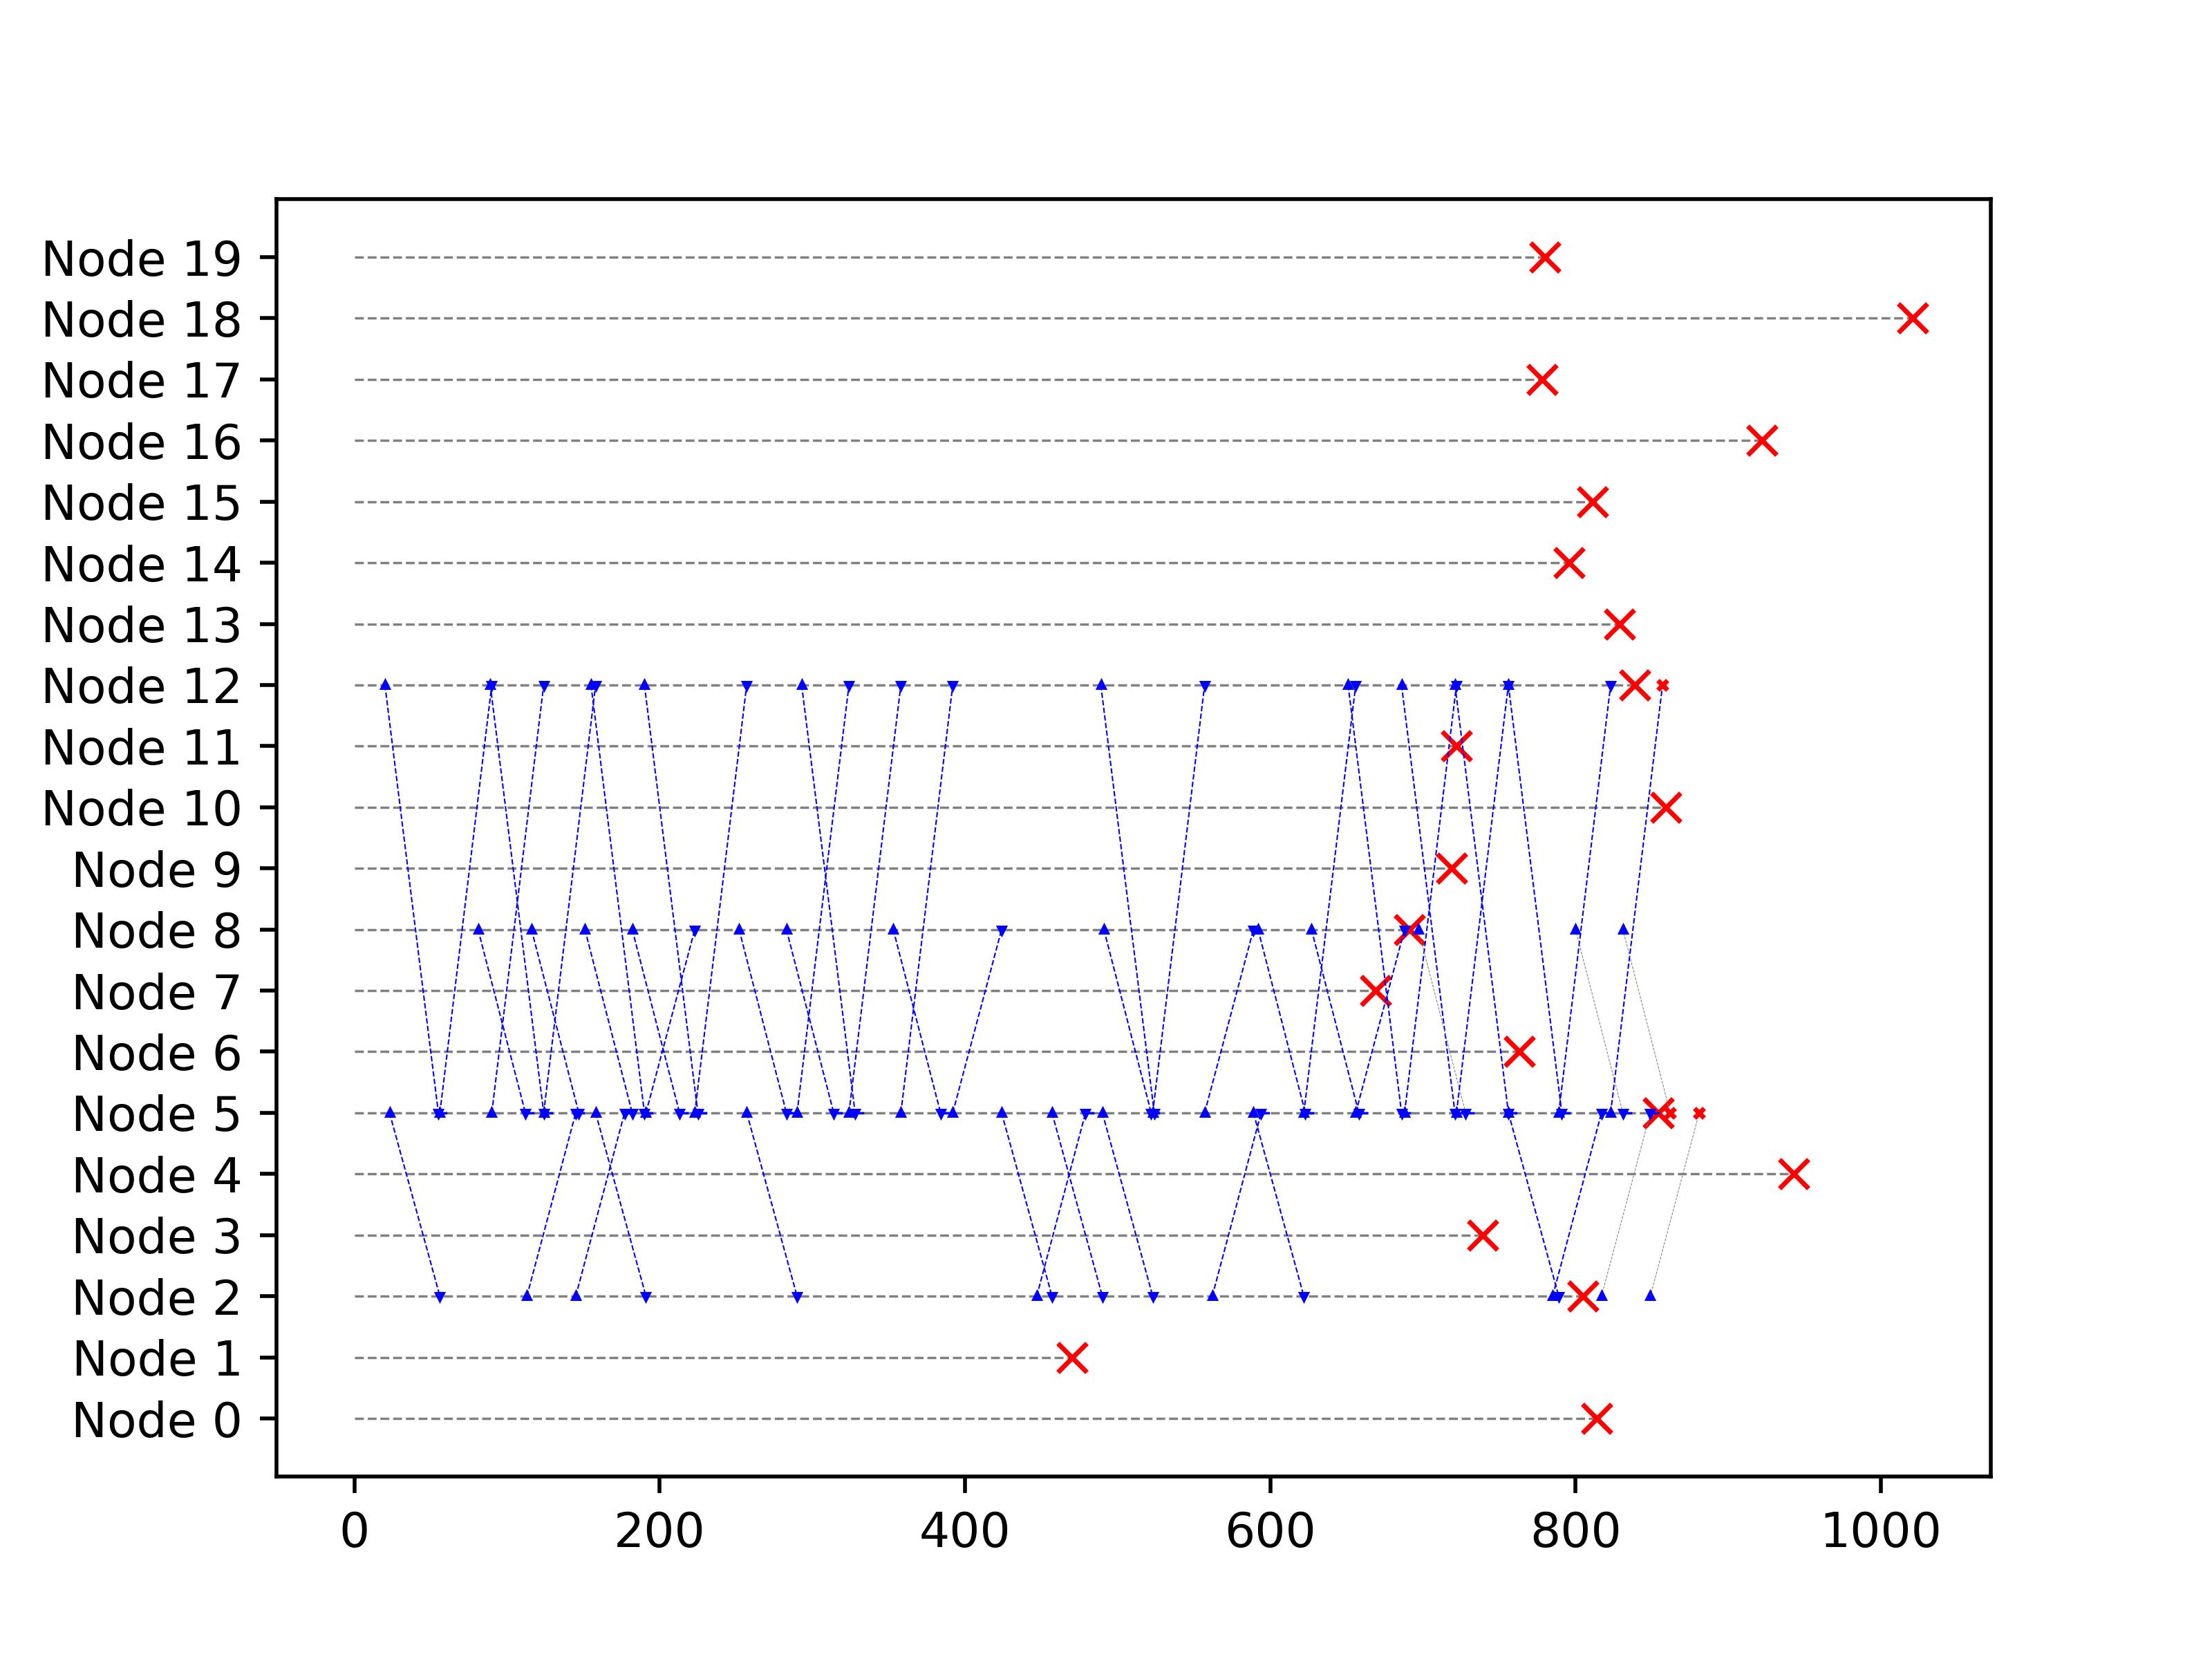 Node 19
Node 18
Node 17
Node 16
Node 15
Node 14
Node 13
Node 12
Node 11
Node 10
Node 9
Node 8
Node 7
Node 6
Node 5
Node 4
Node 3
Node 2
Node 1
Node 0
0 200 400 600 800 1000